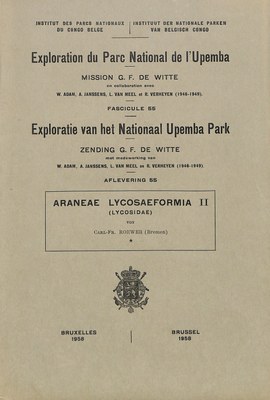 INSTITUT DES PARCS NATIONAUX
DU CONGO BELGE
INSTITUUT DER NATIONALE PARKEN
VAN BELGISCH CONGO
Exploration du Parc National de l'Upemba
MISSION G. F. DE WITTE
en collaboration avec
W. ADAM, A. JANSSENS, L. VAN MEEL et R. VERHEYEN (1946-1949).
FASCICULE 55
Exploratie van het Nationaal Upemba Park
ZENDING G. F. DE WITTE
met medewerking van
W. ADAM, A. JANSSENS, L. VAN MEEL en R. VERHEYEN (1946-1949).
AFLEVERING 55
ARANEAE LYCOSAEFORMIA II
(LYCOSIDAE)
PAR
CARL-FR. ROEWER (Bremen)
BRUXELLES
1958
BRUSSEL
1958